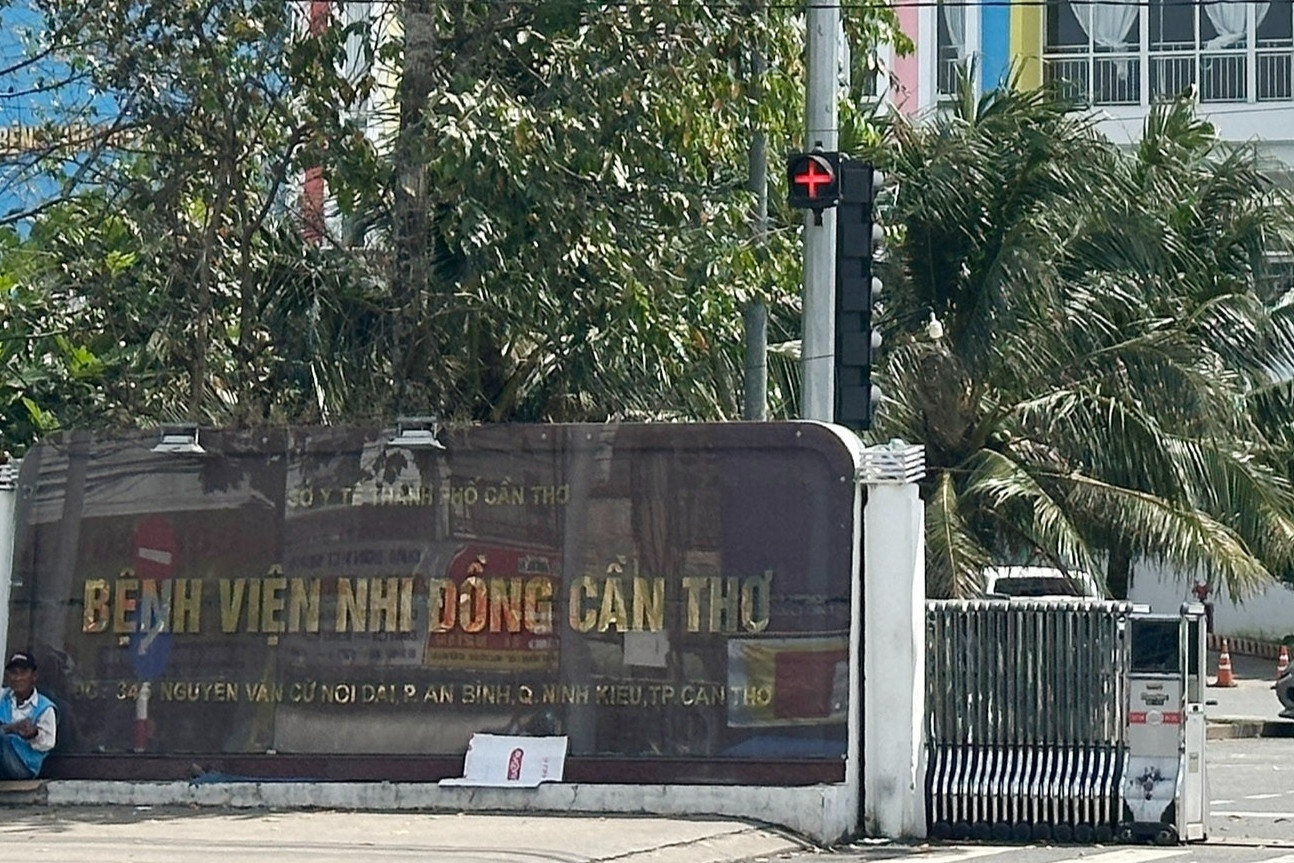 SỞ Y TẾ THÀNH PHỐ CẦN THƠ
BỆNH VIỆN NHI ĐỒNG CẦN THƠ
ĐC: 345 NGUYỄN VĂN CỪ NỐI DÀI, P. AN BÌNH, Q. NINH KIỀU, TP. CẦN THƠ